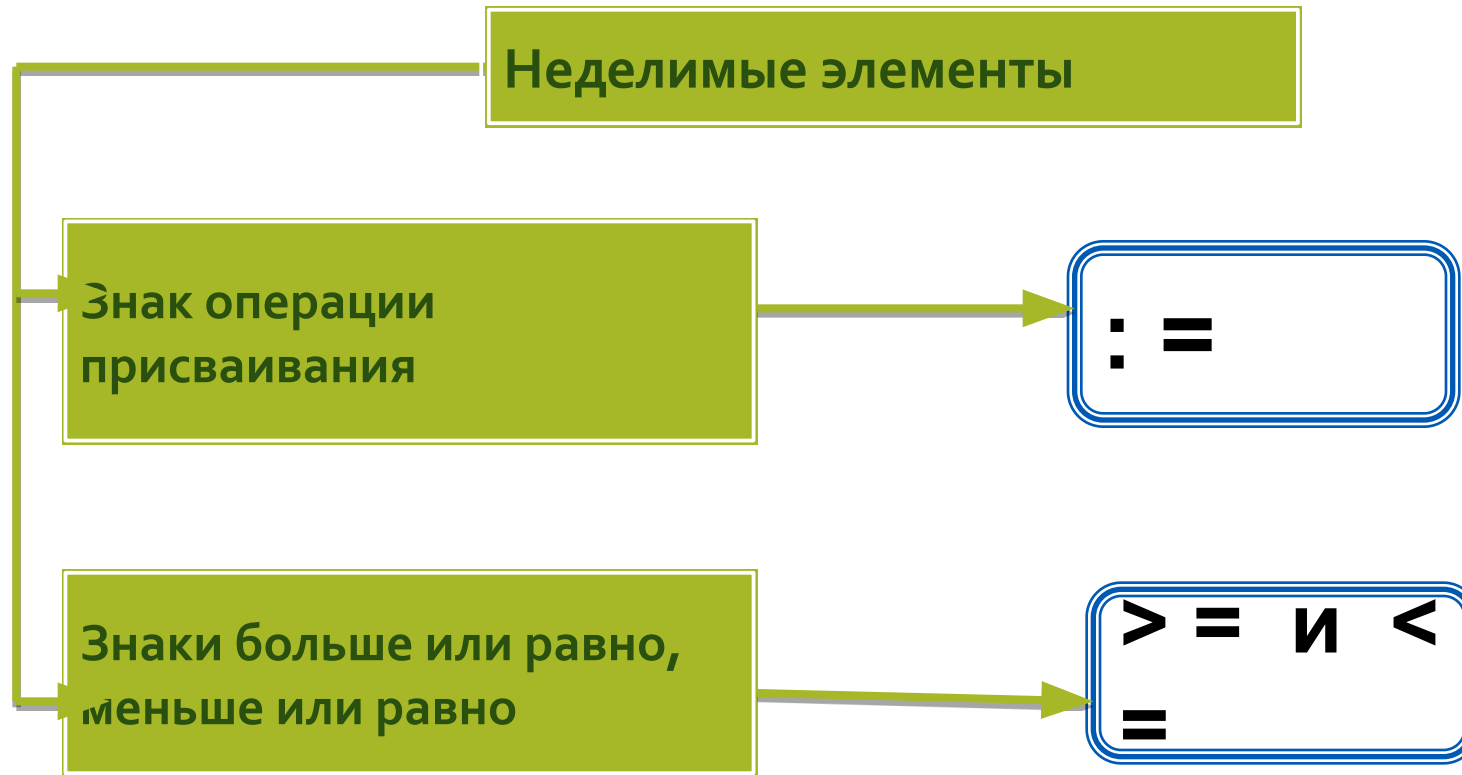 Неделимые элементы
Знак операции
присваивания
: =
Знаки больше или равно,
меньше или равно
> = и <
=